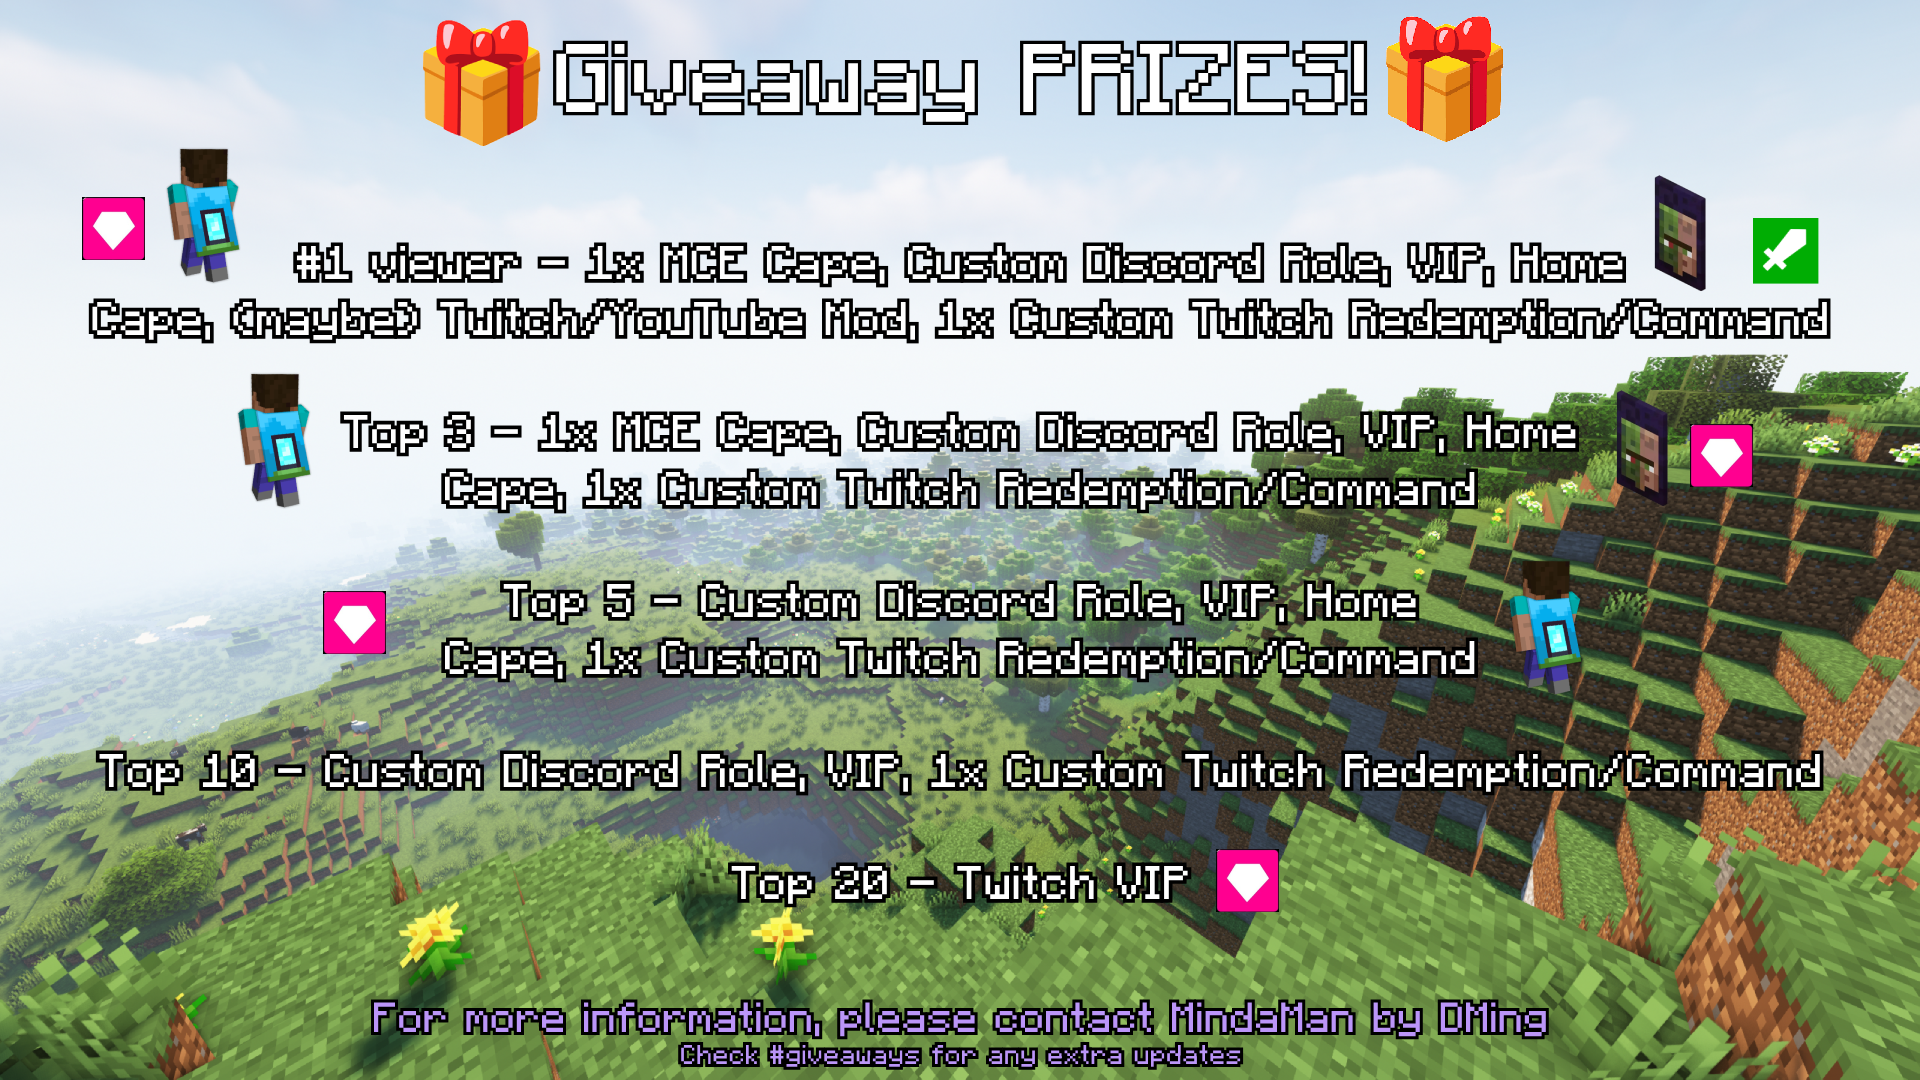 Giveaway PRIZES!
#1 viewer - 1x MCE Cape, Custom Discord Role, VIP, Home
Cape, (maybe) Twitch/YouTube Mod, 1x Custom Twitch Redemption/Command
Top 3 - 1x MCE Cape, Custom Discord Role, VIP, Home
Cape, 1x Custom Twitch Redemption/Command
Top 5 - Custom Discord Role, VIP, Home
Cape, 1x Custom Twitch Redemption/Command
Top 10 - Custom Discord Role, VIP, 1x Custom Twitch Redemption/Command
Top 20 - Twitch VIP
For more information, please contact MindaMan by DMing
Check #giveaways for any extra updates